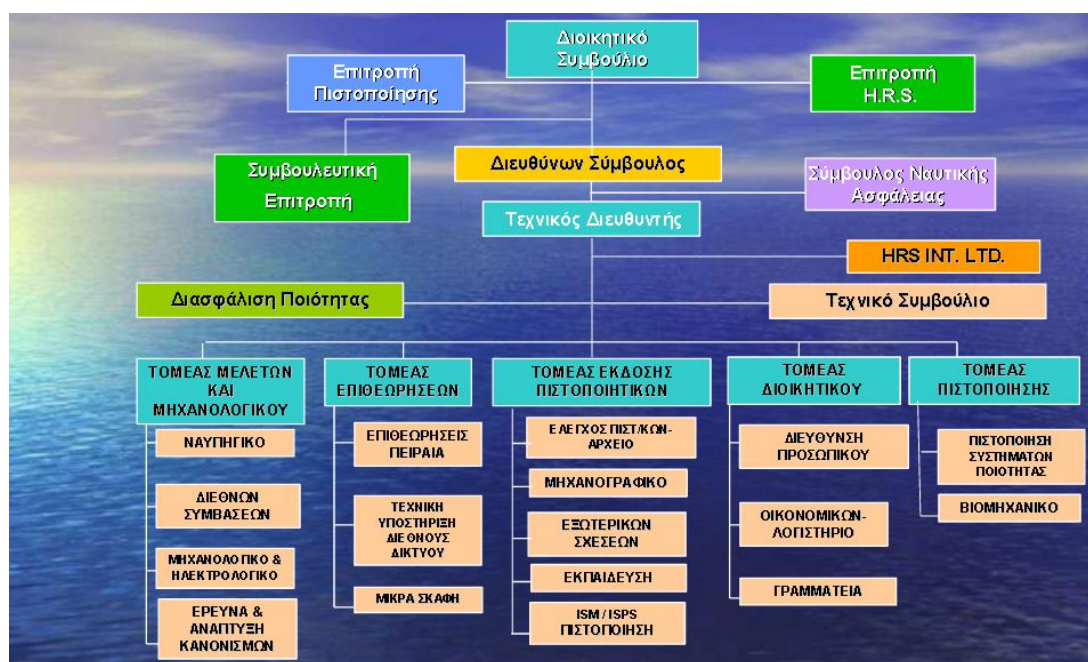 Διοικητικό
Συμβούλιο
Επιτροπή
Πιστοποίησης
Επιτροπή
H.R.S.
Συμβουλευτική
Επιτροπή
Διευθύνων Σύμβουλος
Σύμβουλος Ναυτικής
Ασφάλειας
Τεχνικός Διευθυντής
HRS INT. LTD.
Διασφάλιση Ποιότητας
Τεχνικό Συμβούλιο
ΤΟΜΕΑΣ ΜΕΛΕΤΩΝ
ΚΑΙ
ΜΗΧΑΝΟΛΟΓΙΚΟΥ
ΝΑΥΠΗΓΙΚΟ
ΔΙΕΘΝΩΝ
ΣΥΜΒΑΣΕΩΝ
ΜΗΧΑΝΟΛΟΓΙΚΟ &
ΗΛΕΚΤΡΟΛΟΓΙΚΟ
ΕΡΕΥΝΑ &
ΑΝΑΠΤΥΞΗ
ΚΑΝΟΝΙΣΜΩΝ
ΤΟΜΕΑΣ
ΕΠΙΘΕΩΡΗΣΕΩΝ
ΕΠΙΘΕΩΡΗΣΕΙΣ
ΠΕΙΡΑΙΑ
ΤΕΧΝΙΚΗ
ΥΠΟΣΤΗΡΙΞΗ
ΔΙΕΘΝΟΥΣ
ΔΙΚΤΥΟΥ
ΜΙΚΡΑ ΣΚΑΦΗ
ΤΟΜΕΑΣ ΕΚΔΟΣΗΣ
ΠΙΣΤΟΠΟΙΗΤΙΚΩΝ
ΕΛΕΓΧΟΣ ΠΙΣΤ/ΚΩΝ-
ΑΡΧΕΙΟ
ΜΗΧΑΝΟΓΡΑΦΙΚΟ
ΕΞΩΤΕΡΙΚΩΝ
ΣΧΕΣΕΩΝ
ΕΚΠΑΙΔΕΥΣΗ
ISM / ISPS
ΠΙΣΤΟΠΟΙΗΣΗ
ΤΟΜΕΑΣ
ΔΙΟΙΚΗΤΙΚΟΥ
ΔΙΕΥΘΥΝΣΗ
ΠΡΟΣΩΠΙΚΟΥ
ΟΙΚΟΝΟΜΙΚΩΝ-
ΛΟΓΙΣΤΗΡΙΟ
ΓΡΑΜΜΑΤΕΙΑ
ΤΟΜΕΑΣ
ΠΙΣΤΟΠΟΙΗΣΗΣ
ΠΙΣΤΟΠΟΙΗΣΗ
ΣΥΣΤΗΜΑΤΩΝ
ΠΟΙΟΤΗΤΑΣ
ΒΙΟΜΗΧΑΝΙΚΟ